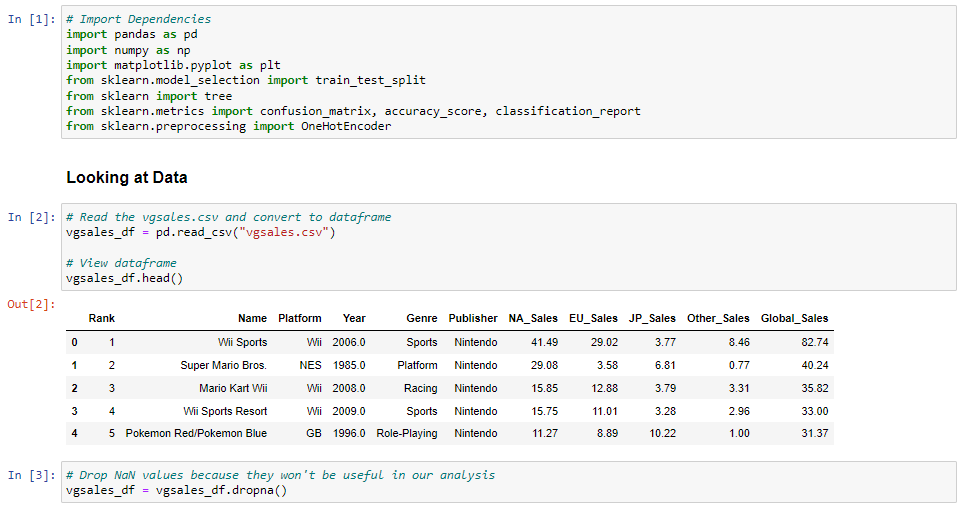 In [1]: # Import Dependencies
import pandas as pd
import numpy as np
import matplotlib.pyplot as plt
from sklearn.model_selection import train_test_split
from sklearn import tree
from sklearn.metrics import confusion_matrix, accuracy_score, classification_report
from sklearn.preprocessing import OneHotEncoder
Looking at Data
In [2]: # Read the vgsales.csv and convert to dataframe
vgsales_df = pd.read_csv("vgsales.csv")
# View dataframe
vgsales_df.head()
Out[2]:
Rank Name Platform Year Genre Publisher NA_Sales EU_Sales JP_Sales Other_Sales Global_Sales
0 1 Wii Sports Wii 2006.0 Sports Nintendo 41.49 29.02 3.77 8.46 82.74
1 2 Super Mario Bros. NES 1985.0 Platform Nintendo 29.08 3.58 6.81 0.77 40.24
2 3 Mario Kart Wii Wii 2008.0 Racing Nintendo 15.85 12.88 3.79 3.31 35.82
3 4 Wii Sports Resort Wii 2009.0 Sports Nintendo 15.75 11.01 3.28 2.96 33.00
4 5 Pokemon Red/Pokemon Blue GB 1996.0 Role-Playing Nintendo 11.27 8.89 10.22 1.00 31.37
In [3]: # Drop NaN values because they won't be useful in our analysis
vgsales_df = vgsales_df.dropna()